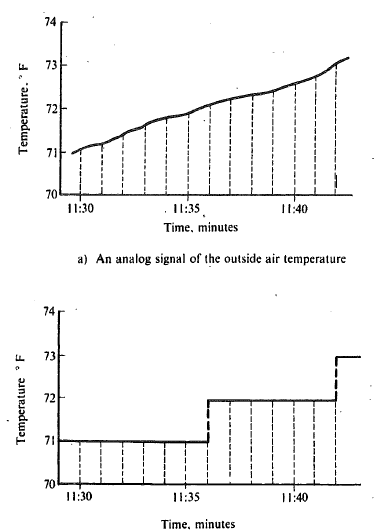 74
73
72
71
70
Temperature, ° F
11:30 11:35 11:40
Time, minutes
a) An analog signal of the outside air temperature
74
73
72
71
70
Temperature ° F
11:30 11:35 11:40
Time, minutes